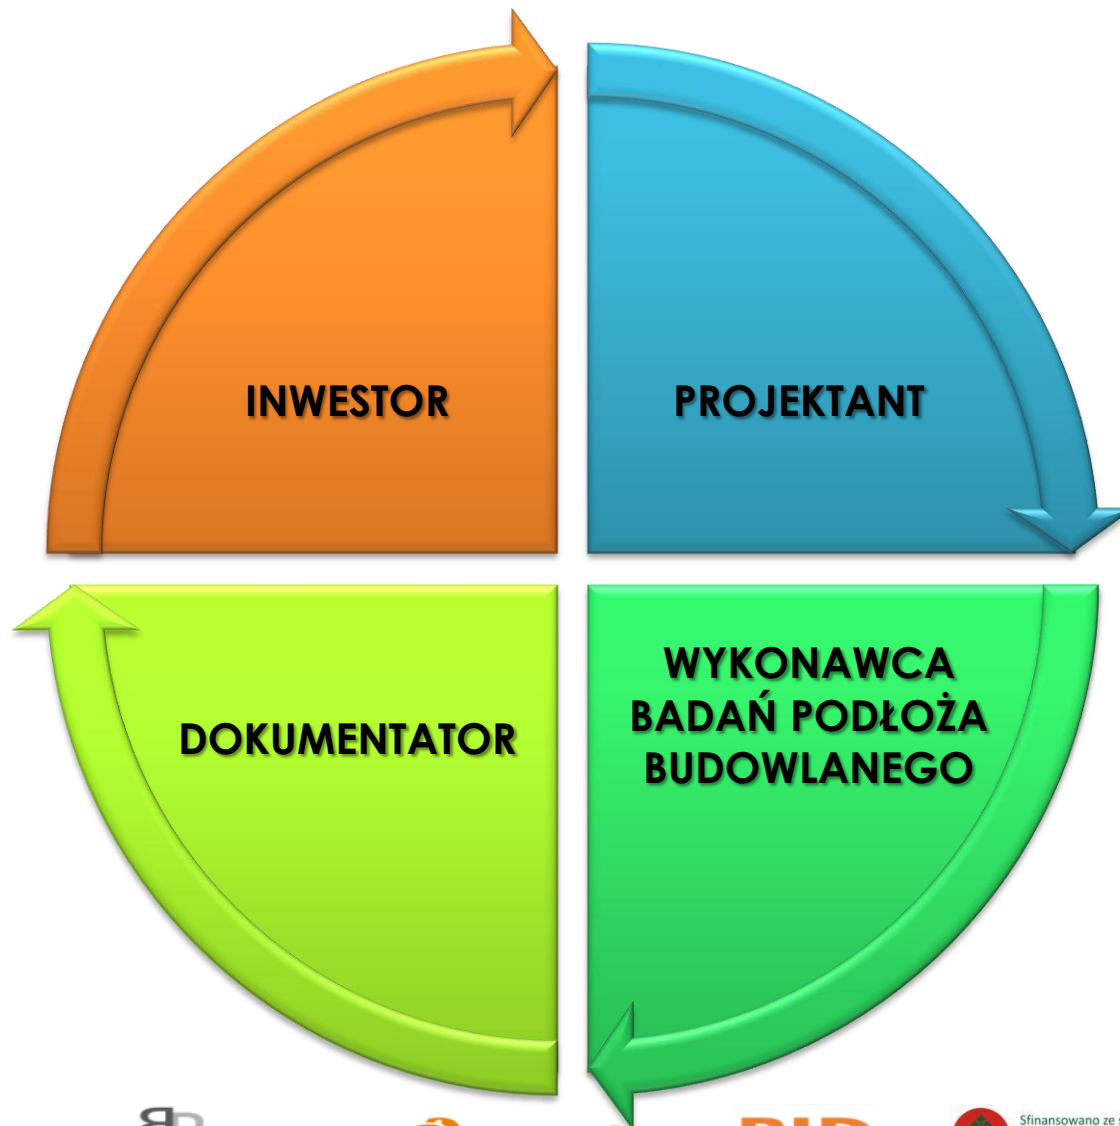 INWESTOR
PROJEKTANT
DOKUMENTATOR
WYKONAWCA
BADAŃ PODŁOŻA
BUDOWLANEGO
Sfinansowano ze